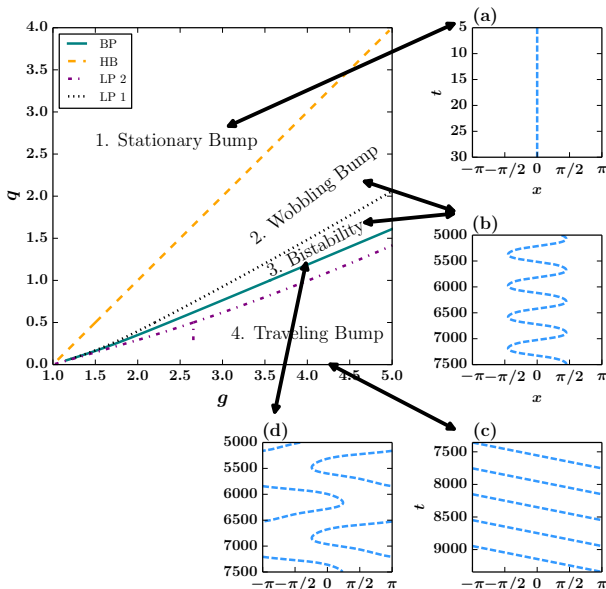 (a)
4.0
3.5
3.0
2.5
2.0
1.5
1.0
0.5
0.0
q
BP
HB
LP 2
LP 1
1. Stationary Bump
2. Wobbling Bump
3. Bistability
4. Traveling Bump
1.0 1.5 2.0 2.5 3.0 3.5 4.0 4.5 5.0
g
5
10
15
20
25
30
t
−π −π/2 0 π/2 π
x
(b)
5000
5500
6000
6500
7000
7500
−π −π/2 0 π/2 π
x
(d)
5000
5500
6000
6500
7000
7500
−π −π/2 0 π/2 π
(c)
7500
8000
8500
9000
t
−π −π/2 0 π/2 π